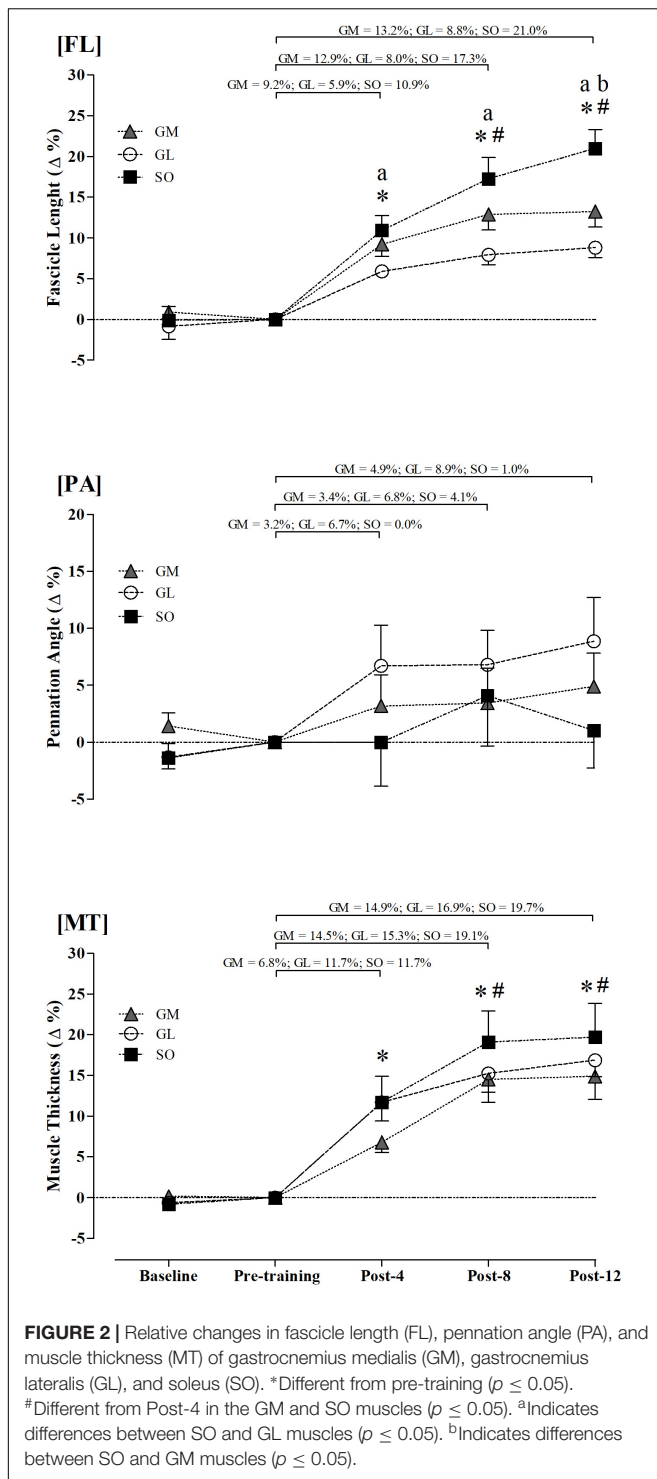 GM = 13.2%; GL = 8.8%; SO = 21.0%
[FL]
GM = 12.9%; GL = 8.0%; SO = 17.3%
GM = 9.2%; GL = 5.9%; SO = 10.9%
30
25
20
15
10
5
0
-5
Fascicle Lenght (Δ %)
GM
GL
SO
a
*
a
* #
a b
* #
[PA]
GM = 4.9%; GL = 8.9%; SO = 1.0%
GM = 3.4%; GL = 6.8%; SO = 4.1%
GM = 3.2%; GL = 6.7%; SO = 0.0%
20
15
10
5
0
-5
Pennation Angle (Δ %)
GM
GL
SO
[MT]
GM = 14.9%; GL = 16.9%; SO = 19.7%
GM = 14.5%; GL = 15.3%; SO = 19.1%
GM = 6.8%; GL = 11.7%; SO = 11.7%
30
25
20
15
10
5
0
-5
Muscle Thickness (Δ %)
GM
GL
SO
*
* #
* #
Baseline Pre-training Post-4 Post-8 Post-12
FIGURE 2 | Relative changes in fascicle length (FL), pennation angle (PA), and
muscle thickness (MT) of gastrocnemius medialis (GM), gastrocnemius
lateralis (GL), and soleus (SO). *Different from pre-training (p ≤ 0.05).
#Different from Post-4 in the GM and SO muscles (p ≤ 0.05). aIndicates
differences between SO and GL muscles (p ≤ 0.05). bIndicates differences
between SO and GM muscles (p ≤ 0.05).